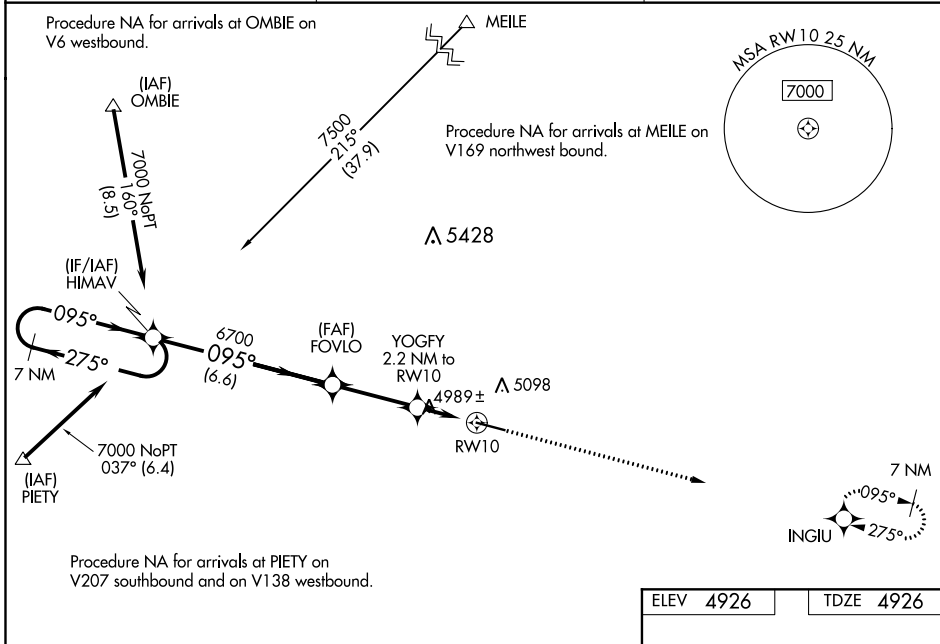 Procedure NA for arrivals at OMBIE on
V6 westbound.
MEILE
MSA RW10 25 NM
7000
(IAF)
OMBIE
7500
215°
(37.9)
Procedure NA for arrivals at MEILE on
V169 northwest bound.
7000 NoPT
160°
(8.5)
5428
(IF/IAF)
HIMAV
095°
6700
095°
(6.6)
(FAF)
FOVLO
YOGFY
2.2 NM to
RW10
275°
7 NM
4989±
5098
RW10
7000 NoPT
037° (6.4)
(IAF)
PIETY
7 NM
095°
275°
INGIU
Procedure NA for arrivals at PIETY on
V207 southbound and on V138 westbound.
ELEV 4926
TDZE 4926